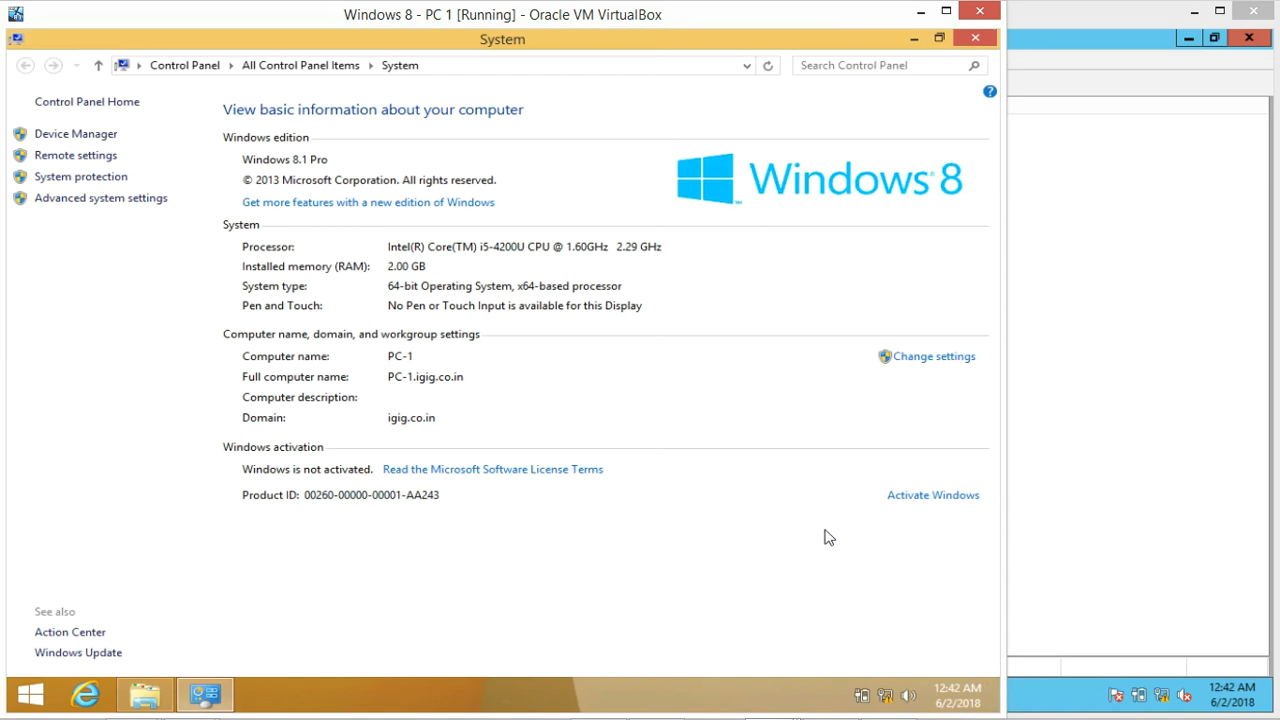 Windows 8 - PC 1 [Running] - Oracle VM VirtualBox
System
Control Panel All Control Panel Items System
Search Control Panel
Control Panel Home
Device Manager
Remote settings
System protection
Advanced system settings
View basic information about your computer
Windows edition
Windows 8.1 Pro
© 2013 Microsoft Corporation. All rights reserved.
Get more features with a new edition of Windows
Windows 8
System
Processor: Intel(R) Core(TM) i5-4200U CPU @ 1.60GHz 2.29 GHz
Installed memory (RAM): 2.00 GB
System type: 64-bit Operating System, x64-based processor
Pen and Touch: No Pen or Touch Input is available for this Display
Computer name, domain, and workgroup settings
Computer name: PC-1
Change settings
Full computer name: PC-1.igig.co.in
Computer description:
Domain: igig.co.in
Windows activation
Windows is not activated. Read the Microsoft Software License Terms
Product ID: 00260-00000-00001-AA243
Activate Windows
See also
Action Center
Windows Update
12:42 AM
6/2/2018
12:42 AM
6/2/2018